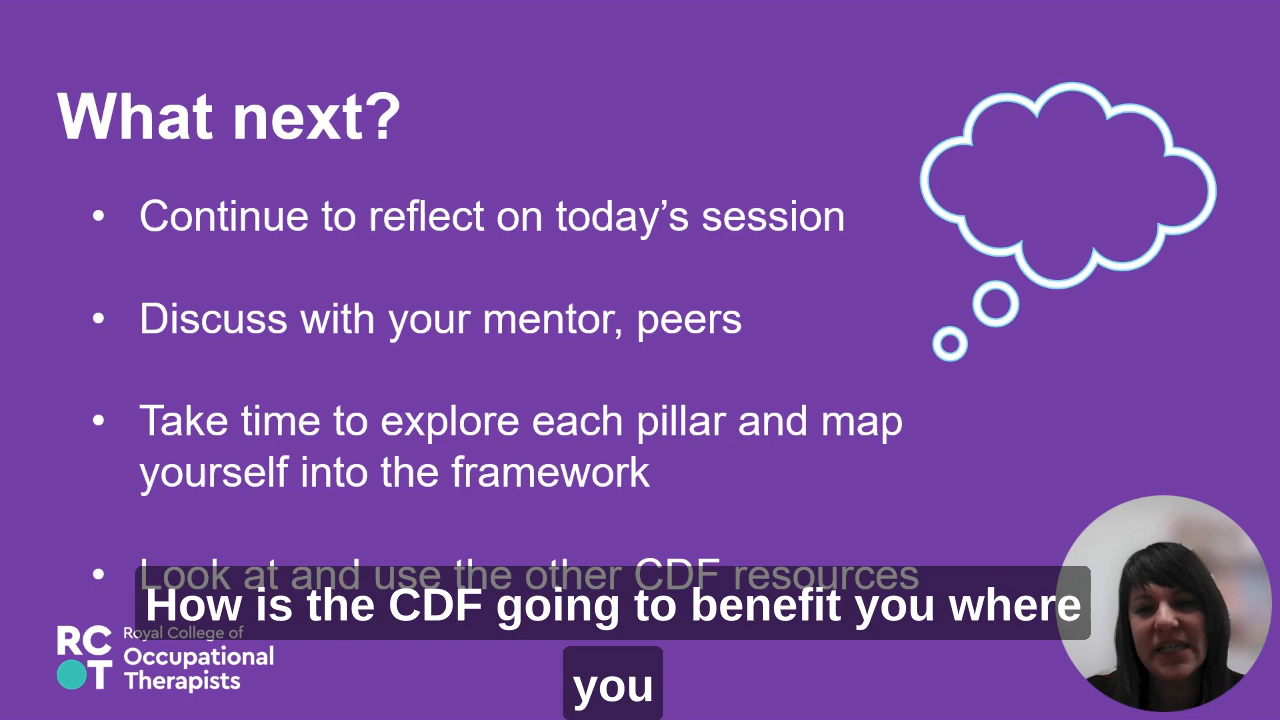 What next?
• Continue to reflect on today’s session
• Discuss with your mentor, peers
• Take time to explore each pillar and map
yourself into the framework
• Look at and use the other CDF resources
How is the CDF going to benefit you where
you
RC
OT
Royal College of
Occupational
Therapists